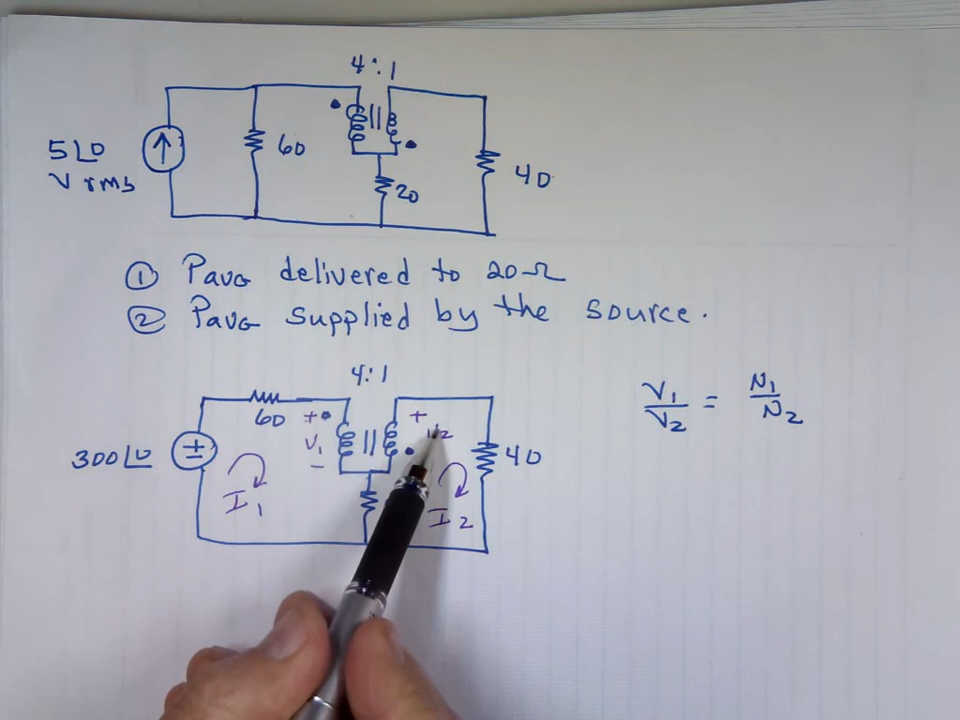 4:1
5∠0
V rms
60
20
40
① Pavg delivered to 20Ω
② Pavg Supplied by the source.
4:1
60
300∠0
+
V1
−
I1
+
V2
I2
40
V1/V2 = N1/N2